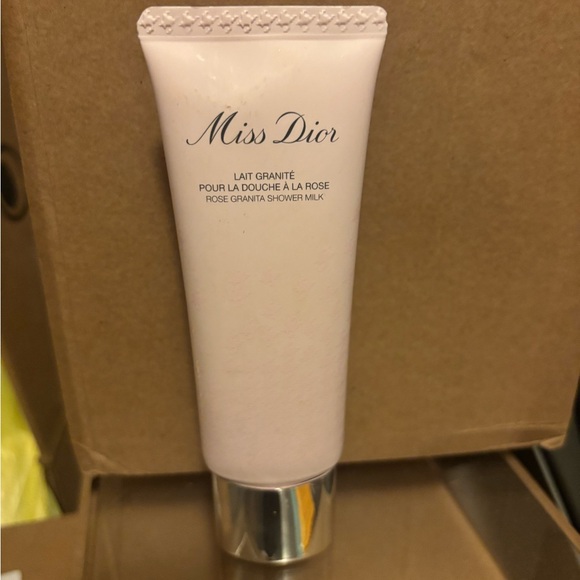 Miss Dior
LAIT GRANITÉ
POUR LA DOUCHE À LA ROSE
ROSE GRANITA SHOWER MILK